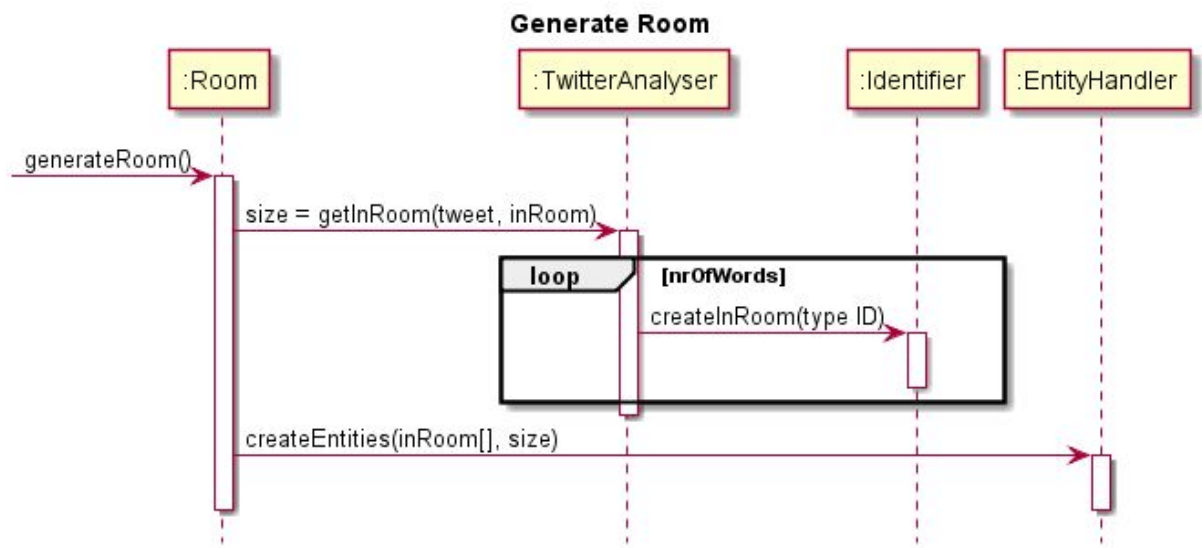 Generate Room
:Room
:TwitterAnalyser
:Identifier
:EntityHandler
generateRoom()
size = getInRoom(tweet, inRoom)
loop
[nrOfWords]
createInRoom(type ID)
createEntities(inRoom[], size)